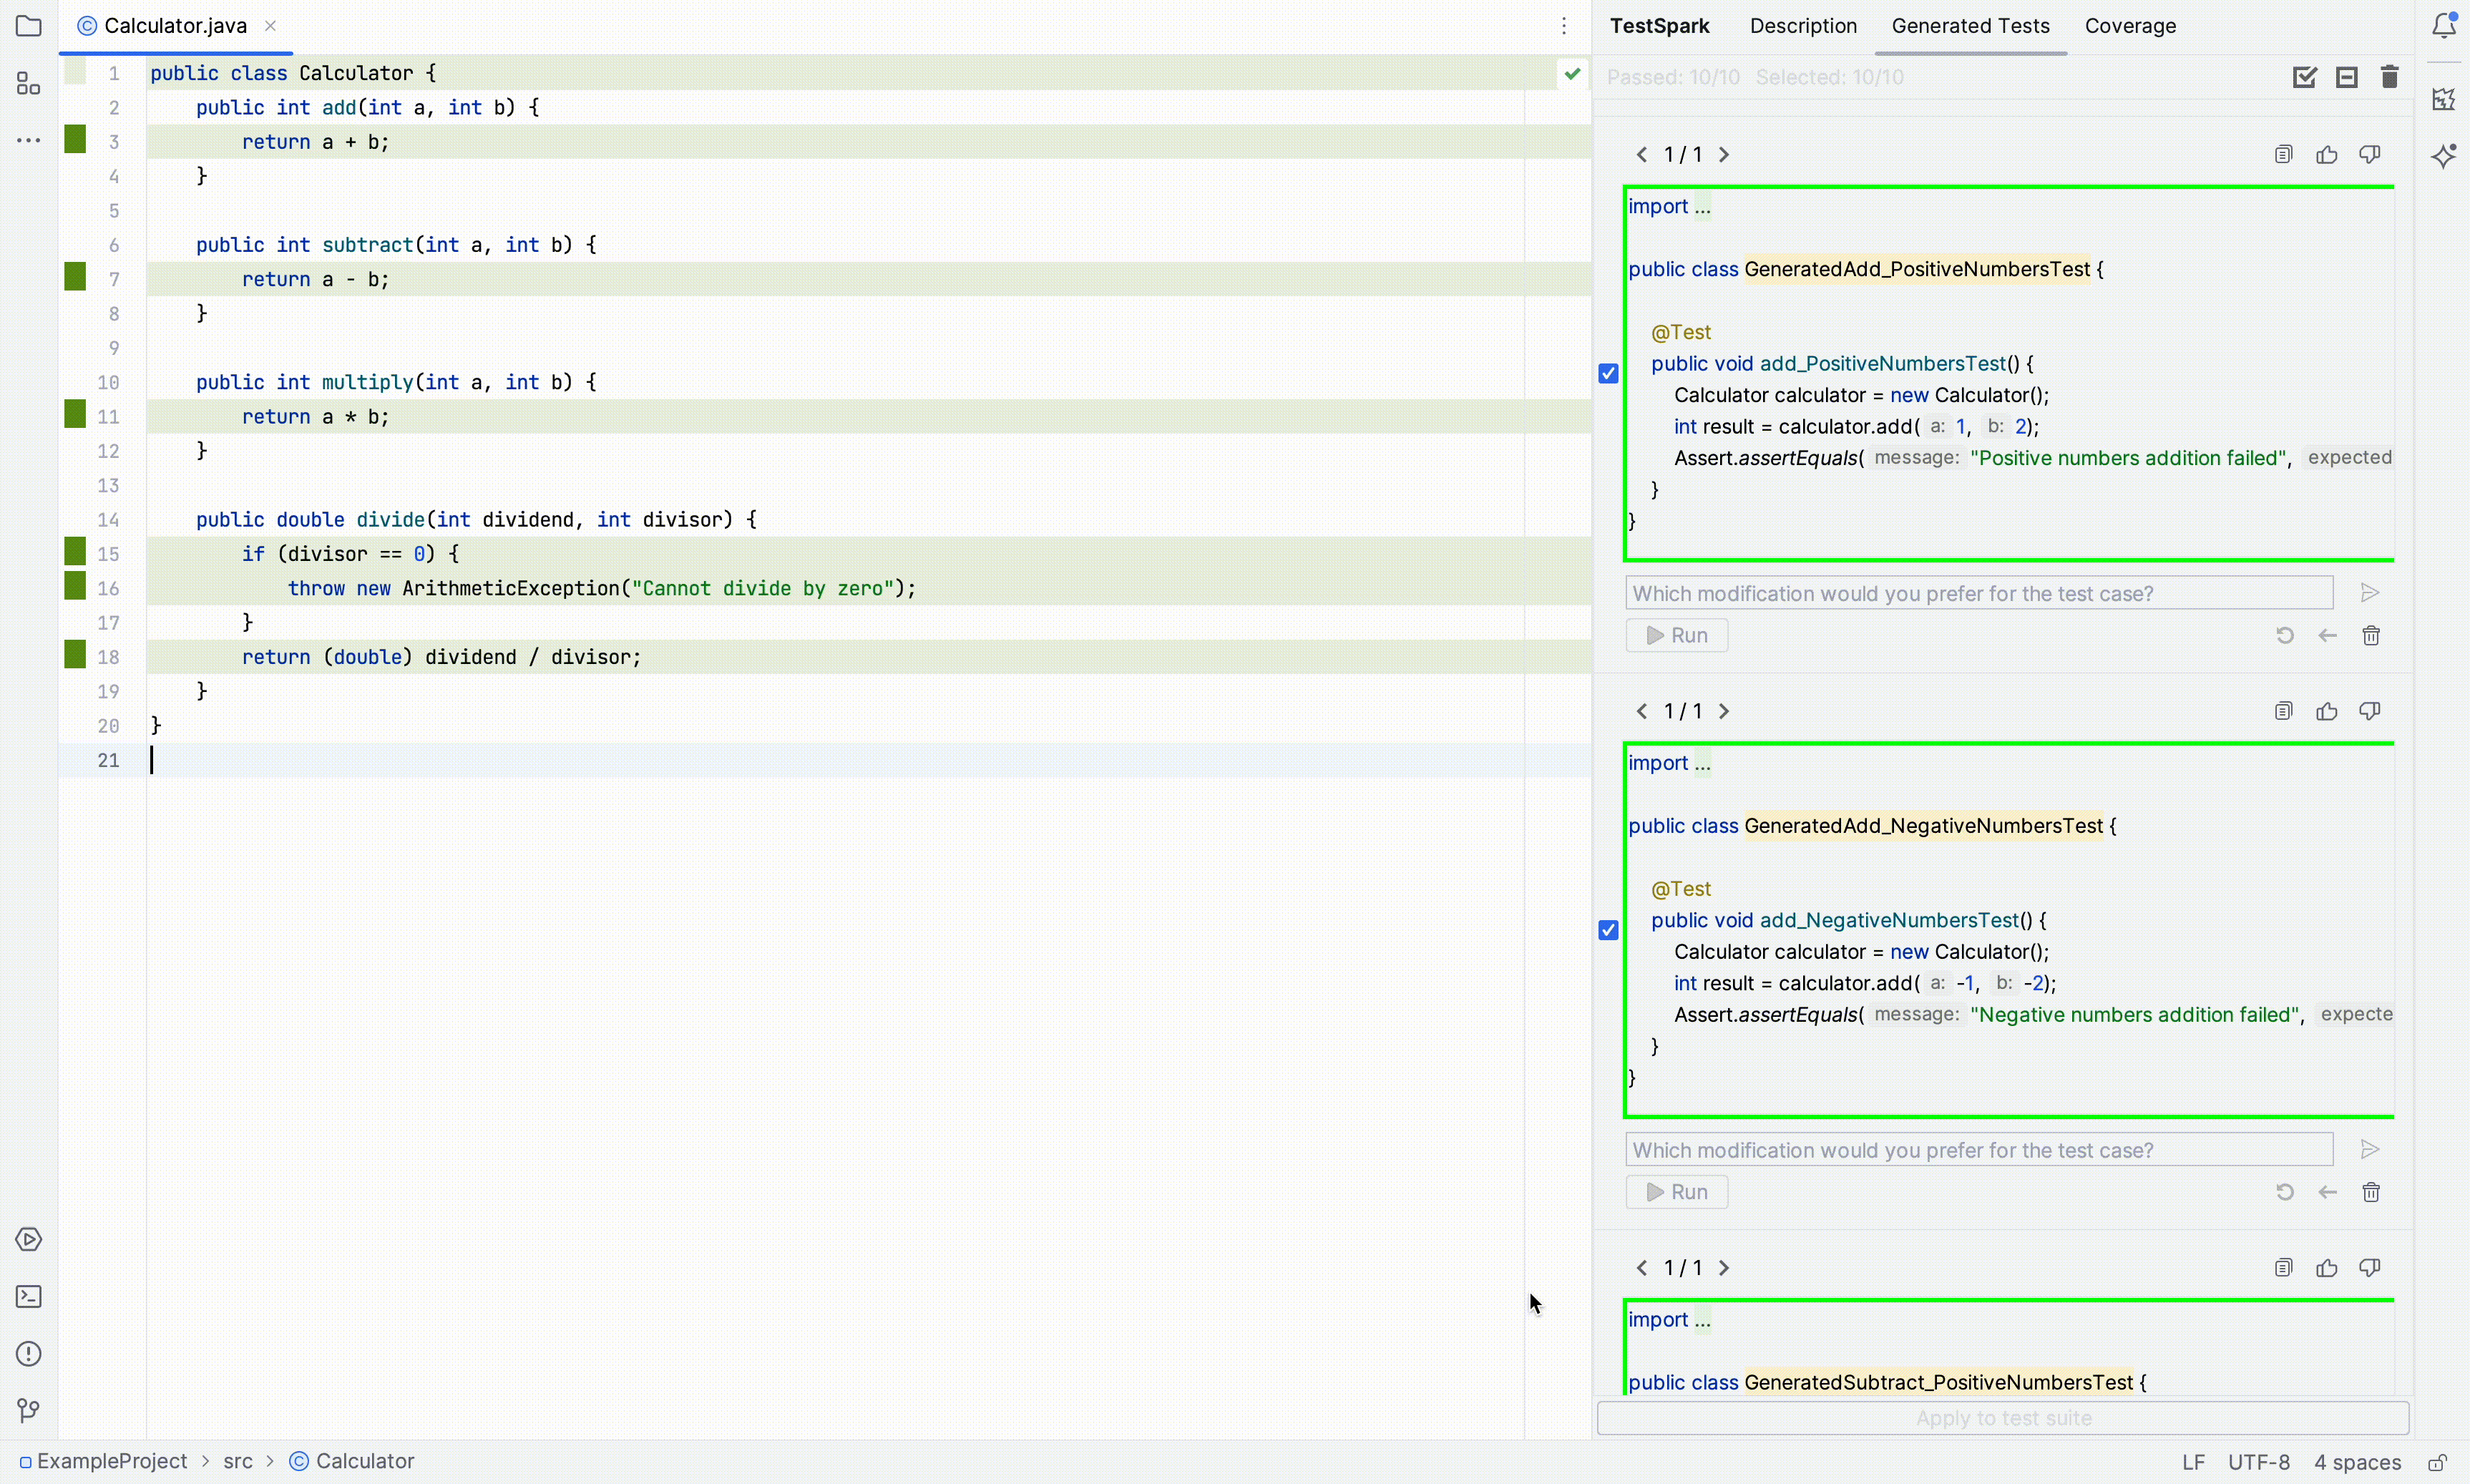 Calculator.java
1 public class Calculator {
2     public int add(int a, int b) {
3         return a + b;
4     }
5
6     public int subtract(int a, int b) {
7         return a - b;
8     }
9
10     public int multiply(int a, int b) {
11         return a * b;
12     }
13
14     public double divide(int dividend, int divisor) {
15         if (divisor == 0) {
16             throw new ArithmeticException("Cannot divide by zero");
17         }
18         return (double) dividend / divisor;
19     }
20 }
21
TestSpark Description Generated Tests Coverage
Passed: 10/10 Selected: 10/10
1 / 1
import ...
public class GeneratedAdd_PositiveNumbersTest {
@Test
public void add_PositiveNumbersTest() {
Calculator calculator = new Calculator();
int result = calculator.add( a: 1, b: 2);
Assert.assertEquals( message: "Positive numbers addition failed", expected
}
}
Which modification would you prefer for the test case?
Run
1 / 1
import ...
public class GeneratedAdd_NegativeNumbersTest {
@Test
public void add_NegativeNumbersTest() {
Calculator calculator = new Calculator();
int result = calculator.add( a: -1, b: -2);
Assert.assertEquals( message: "Negative numbers addition failed", expecte
}
}
Which modification would you prefer for the test case?
Run
1 / 1
import ...
public class GeneratedSubtract_PositiveNumbersTest {
Apply to test suite
ExampleProject > src > Calculator
LF UTF-8 4 spaces